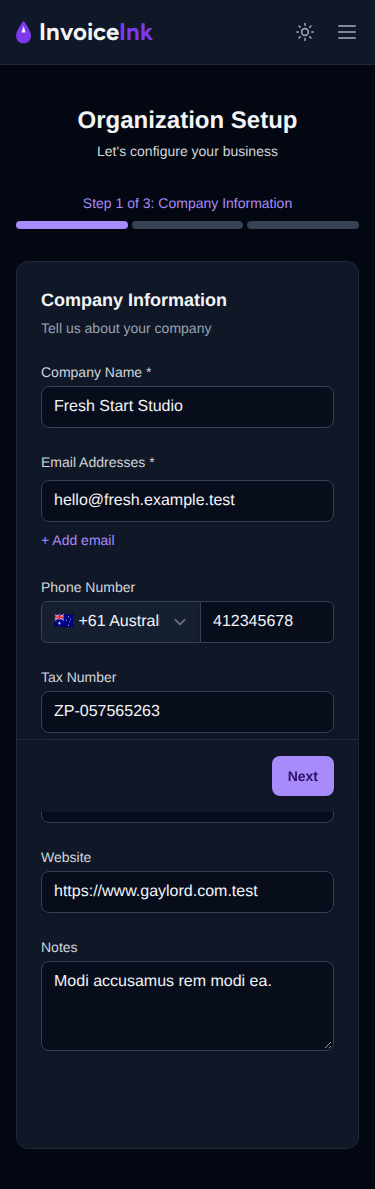 InvoiceInk
Organization Setup
Let's configure your business
Step 1 of 3: Company Information
Company Information
Tell us about your company
Company Name *
Fresh Start Studio
Email Addresses *
hello@fresh.example.test
+ Add email
Phone Number
+61 Austral 412345678
Tax Number
ZP-057565263
Next
Website
https://www.gaylord.com.test
Notes
Modi accusamus rem modi ea.